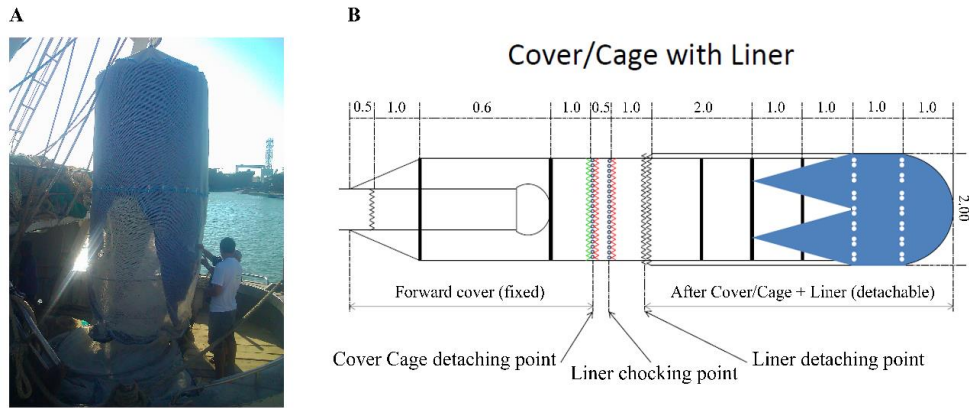 A
B
Cover/Cage with Liner
0.5 1.0 0.6 1.0 0.5 1.0 2.0 1.0 1.0 1.0 1.0
2.00
Forward cover (fixed)
After Cover/Cage + Liner (detachable)
Cover Cage detaching point
Liner chocking point
Liner detaching point